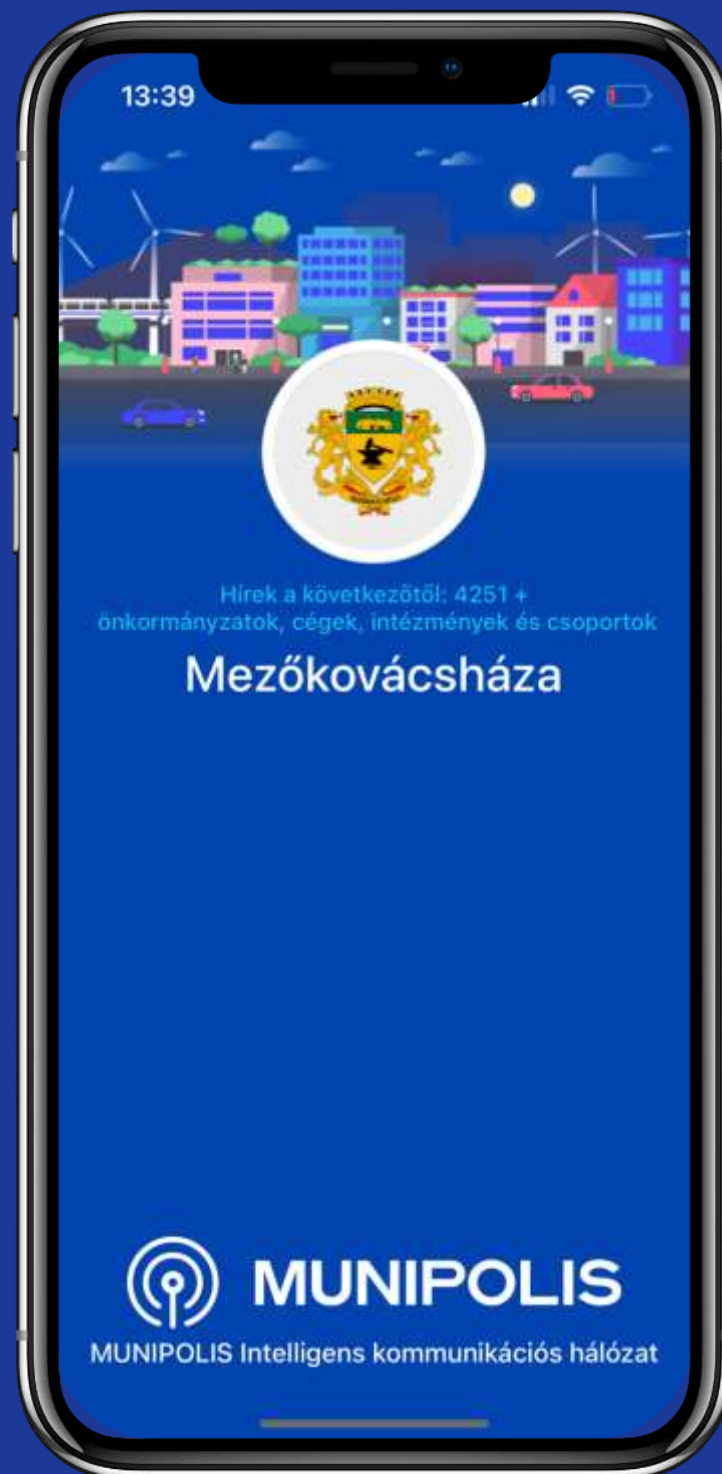 13:39
Hírek a következőtől: 4251 +
önkormányzatok, cégek, intézmények és csoportok
Mezőkovácsháza
MUNIPOLIS
MUNIPOLIS Intelligens kommunikációs hálózat